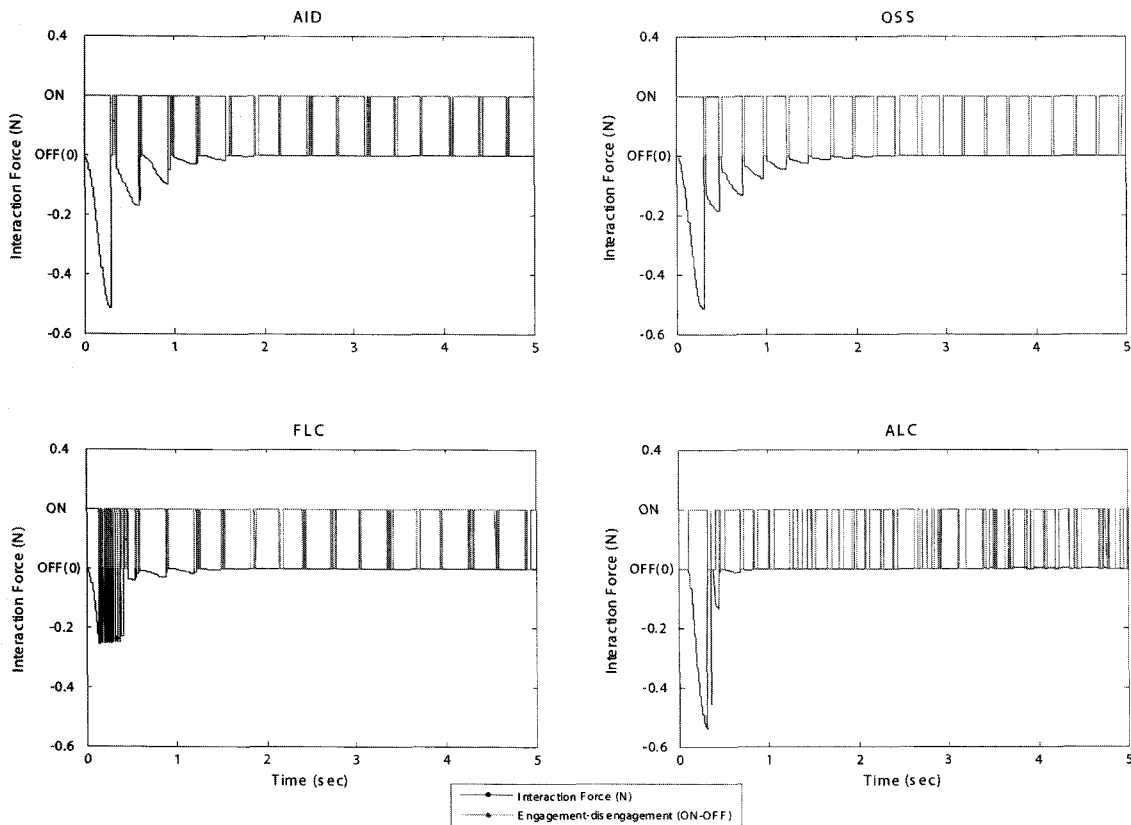 AID
0.4
ON
OFF(0)
-0.2
-0.4
-0.6
Interaction Force (N)
0 1 2 3 4 5
OSS
0.4
ON
OFF(0)
-0.2
-0.4
-0.6
Interaction Force (N)
0 1 2 3 4 5
FLC
0.4
ON
OFF(0)
-0.2
-0.4
-0.6
Interaction Force (N)
0 1 2 3 4 5
Time (sec)
ALC
0.4
ON
OFF(0)
-0.2
-0.4
-0.6
Interaction Force (N)
0 1 2 3 4 5
Time (sec)
Interaction Force (N)
Engagement-disengagement (ON-OFF)